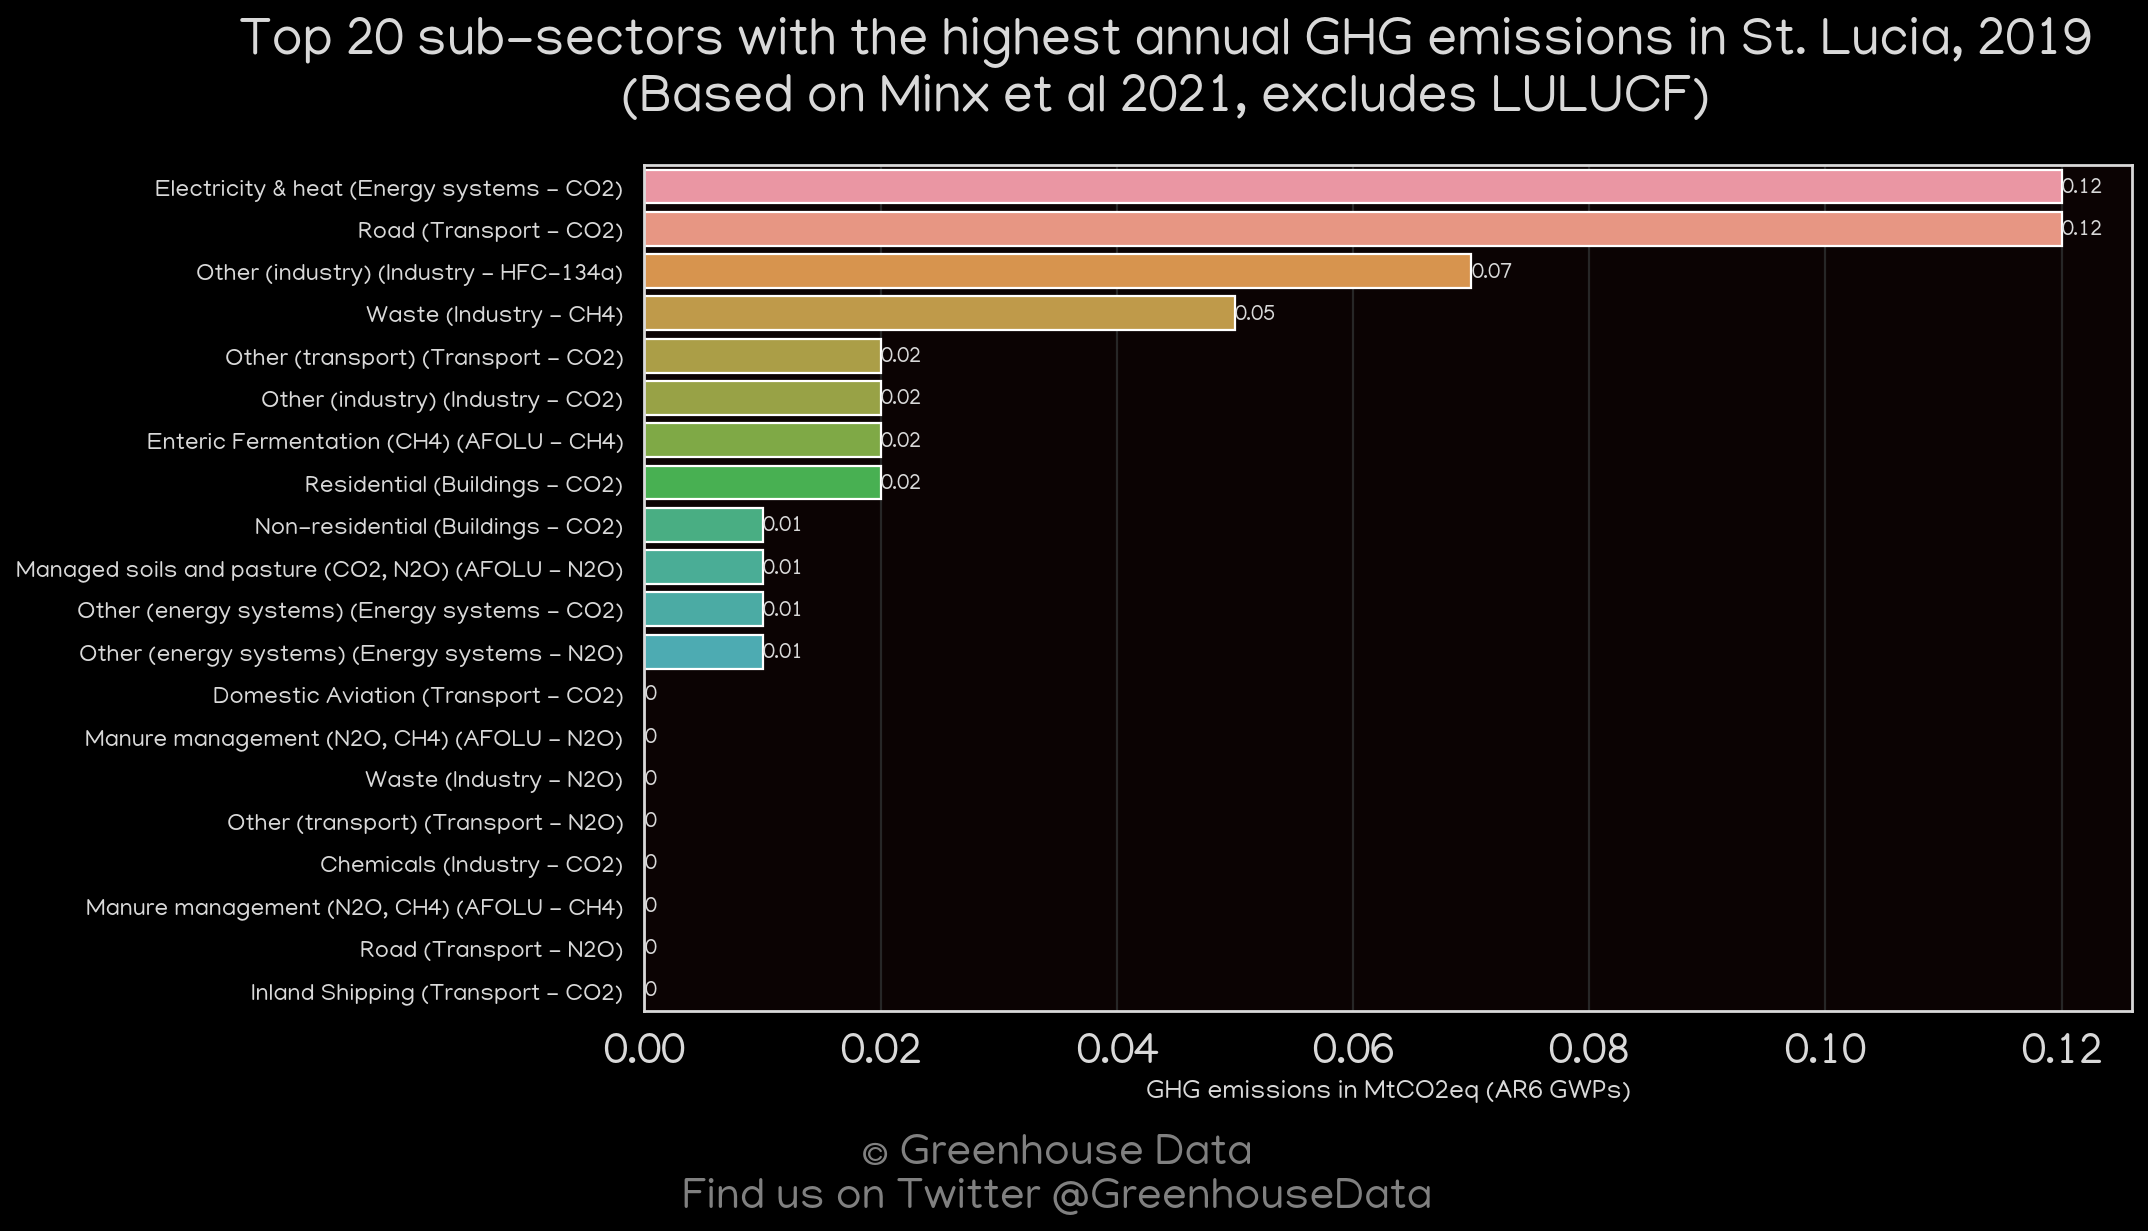 Top 20 sub-sectors with the highest annual GHG emissions in St. Lucia, 2019
(Based on Minx et al 2021, excludes LULUCF)
Electricity & heat (Energy systems - CO2) 0.12
Road (Transport - CO2) 0.12
Other (industry) (Industry - HFC-134a) 0.07
Waste (Industry - CH4) 0.05
Other (transport) (Transport - CO2) 0.02
Other (industry) (Industry - CO2) 0.02
Enteric Fermentation (CH4) (AFOLU - CH4) 0.02
Residential (Buildings - CO2) 0.02
Non-residential (Buildings - CO2) 0.01
Managed soils and pasture (CO2, N2O) (AFOLU - N2O) 0.01
Other (energy systems) (Energy systems - CO2) 0.01
Other (energy systems) (Energy systems - N2O) 0.01
Domestic Aviation (Transport - CO2) 0
Manure management (N2O, CH4) (AFOLU - N2O) 0
Waste (Industry - N2O) 0
Other (transport) (Transport - N2O) 0
Chemicals (Industry - CO2) 0
Manure management (N2O, CH4) (AFOLU - CH4) 0
Road (Transport - N2O) 0
Inland Shipping (Transport - CO2) 0
0.00 0.02 0.04 0.06 0.08 0.10 0.12
GHG emissions in MtCO2eq (AR6 GWPs)
© Greenhouse Data
Find us on Twitter @GreenhouseData